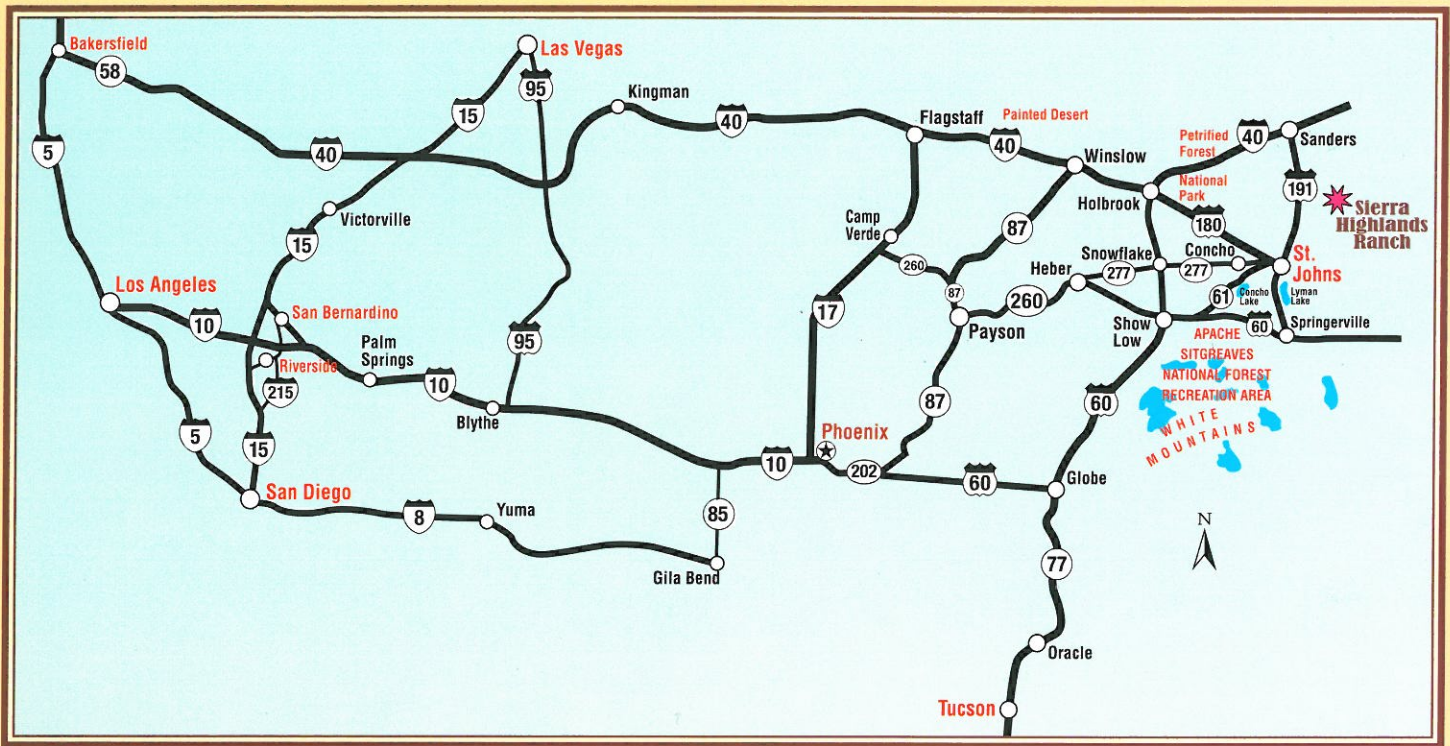 Bakersfield
58
Las Vegas
95
15
Kingman
40
Flagstaff
Painted Desert
40
Winslow
Petrified
Forest
40
Sanders
National
Park
Holbrook
191
180
Sierra
Highlands
Ranch
5
40
Victorville
15
Camp
Verde
87
260
Heber
Snowflake
277
Concho
277
St.
Johns
Los Angeles
10
San Bernardino
Palm
Springs
Riverside
215
10
95
Blythe
17
87
260
Payson
Show
Low
61
Concho
Lake
Lyman
Lake
60
Springerville
APACHE
SITGREAVES
NATIONAL FOREST
RECREATION AREA
WHITE
MOUNTAINS
87
60
5
15
San Diego
8
Yuma
85
Gila Bend
10
Phoenix
202
60
Globe
N
77
Oracle
Tucson